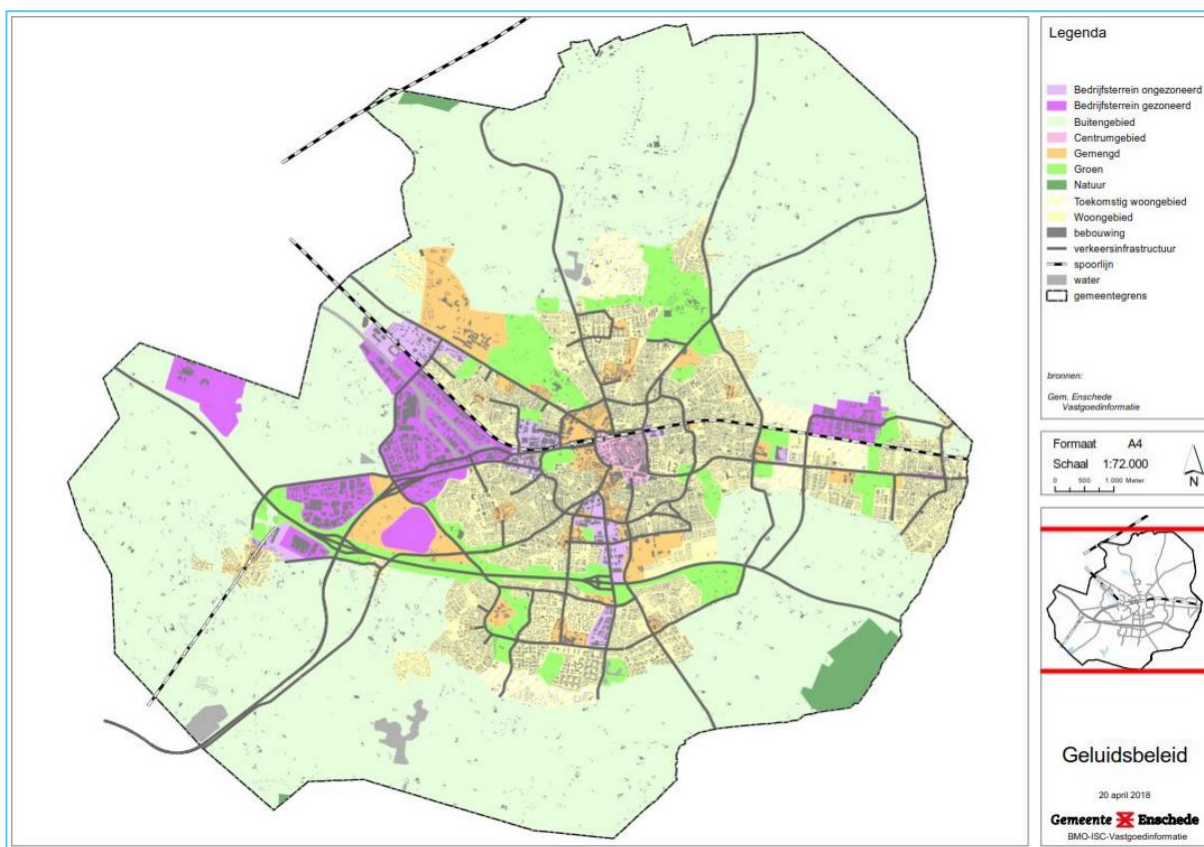 Legenda
Bedrijfsterrein ongezoneerd
Bedrijfsterrein gezoneerd
Buitengebied
Centrumgebied
Gemengd
Groen
Natuur
Toekomstig woongebied
Woongebied
bebouwing
verkeersinfrastructuur
spoorlijn
water
gemeentegrens
bronnen:
Gem. Enschede
Vastgoedinformatie
Formaat A4
Schaal 1:72.000
0 500 1.000 Meter
N
Geluidsbeleid
20 april 2018
Gemeente Enschede
BMO-ISC-Vastgoedinformatie